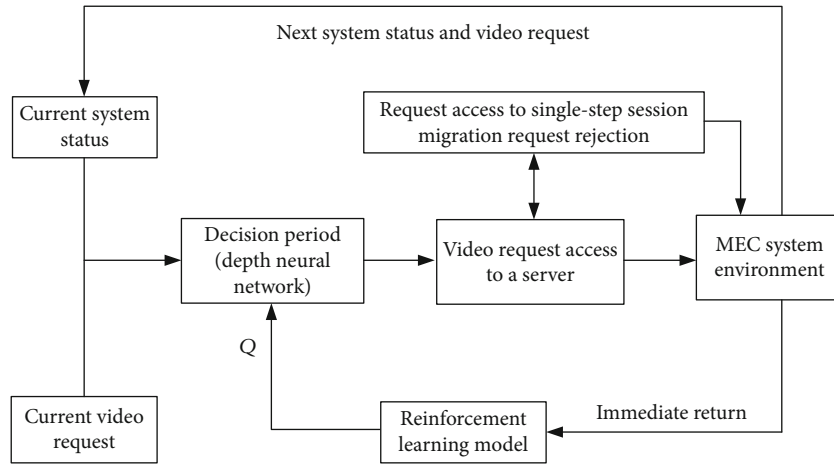 Next system status and video request
Current system
status
Request access to single-step session
migration request rejection
Decision period
(depth neural
network)
Video request access
to a server
MEC system
environment
Q
Current video
request
Reinforcement
learning model
Immediate return